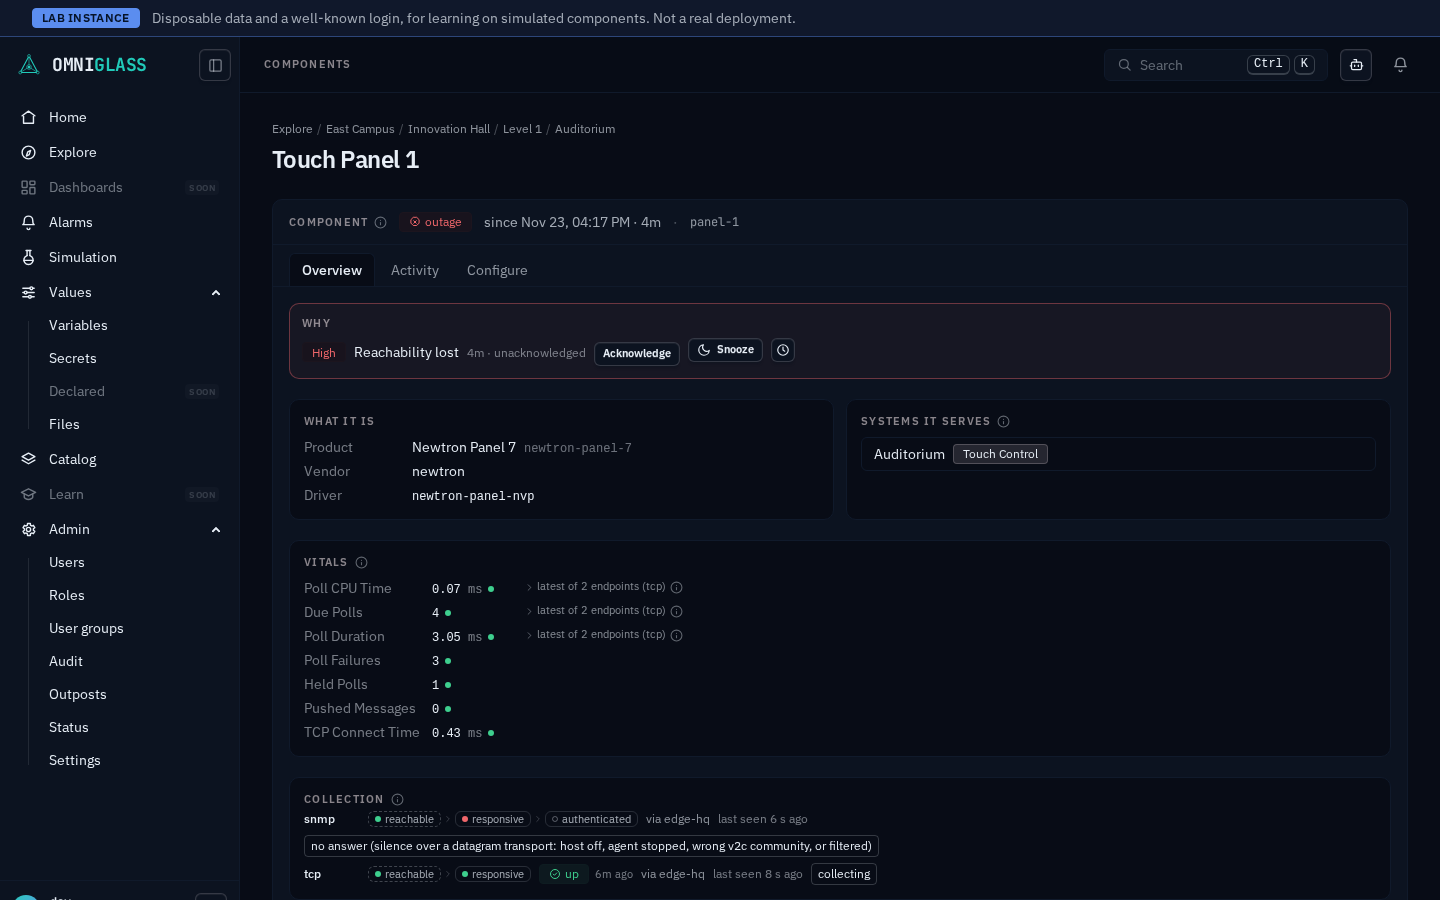 LAB INSTANCE Disposable data and a well-known login, for learning on simulated components. Not a real deployment.
OMNIGLASS
COMPONENTS
Search Ctrl K
Home
Explore
Dashboards SOON
Alarms
Simulation
Values
Variables
Secrets
Declared SOON
Files
Catalog
Learn SOON
Admin
Users
Roles
User groups
Audit
Outposts
Status
Settings
Explore / East Campus / Innovation Hall / Level 1 / Auditorium
Touch Panel 1
COMPONENT outage since Nov 23, 04:17 PM · 4m · panel-1
Overview Activity Configure
WHY
High Reachability lost 4m · unacknowledged Acknowledge Snooze
WHAT IT IS
Product Newtron Panel 7 newtron-panel-7
Vendor newtron
Driver newtron-panel-nvp
SYSTEMS IT SERVES
Auditorium Touch Control
VITALS
Poll CPU Time 0.07 ms latest of 2 endpoints (tcp)
Due Polls 4 latest of 2 endpoints (tcp)
Poll Duration 3.05 ms latest of 2 endpoints (tcp)
Poll Failures 3
Held Polls 1
Pushed Messages 0
TCP Connect Time 0.43 ms
COLLECTION
snmp reachable responsive authenticated via edge-hq last seen 6 s ago
no answer (silence over a datagram transport: host off, agent stopped, wrong v2c community, or filtered)
tcp reachable responsive up 6m ago via edge-hq last seen 8 s ago collecting